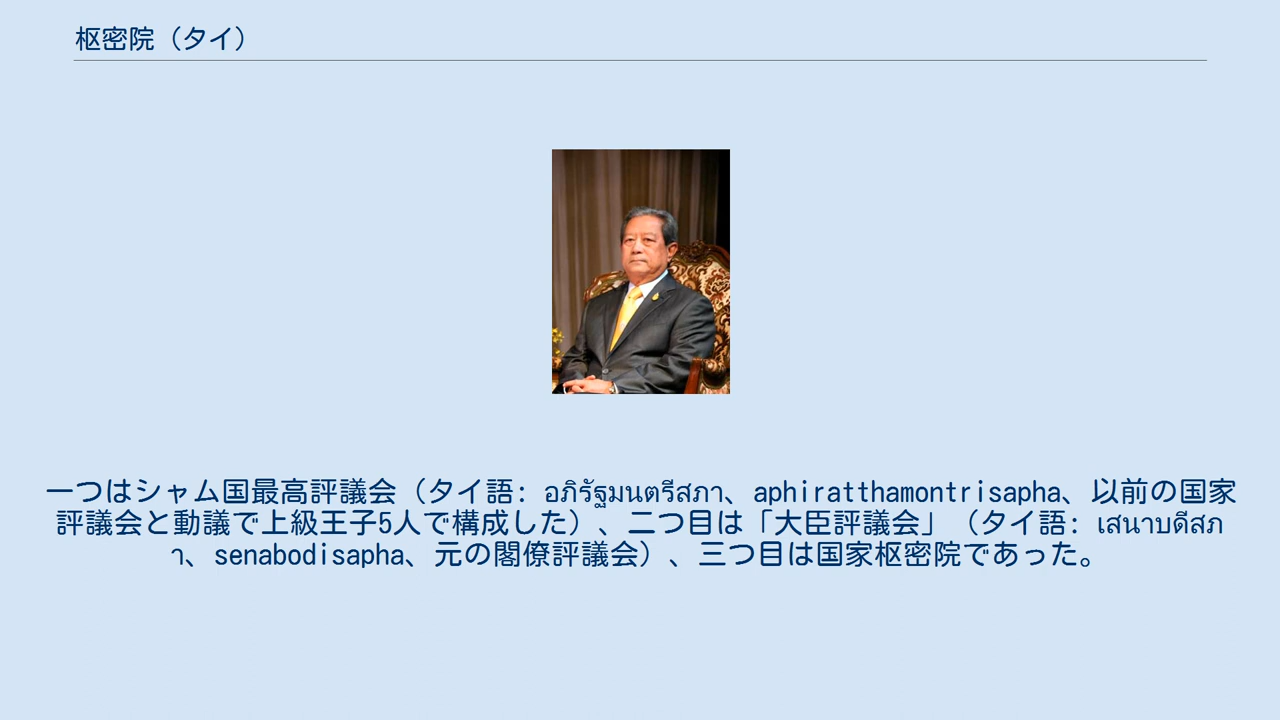 枢密院（タイ）
一つはシャム国最高評議会（タイ語: อภิรัฐมนตรีสภา、aphiratthamontrisapha、以前の国家
評議会と動議で上級王子5人で構成した）、二つ目は「大臣評議会」（タイ語: เสนาบดีสภ
า、senabodisapha、元の閣僚評議会）、三つ目は国家枢密院であった。